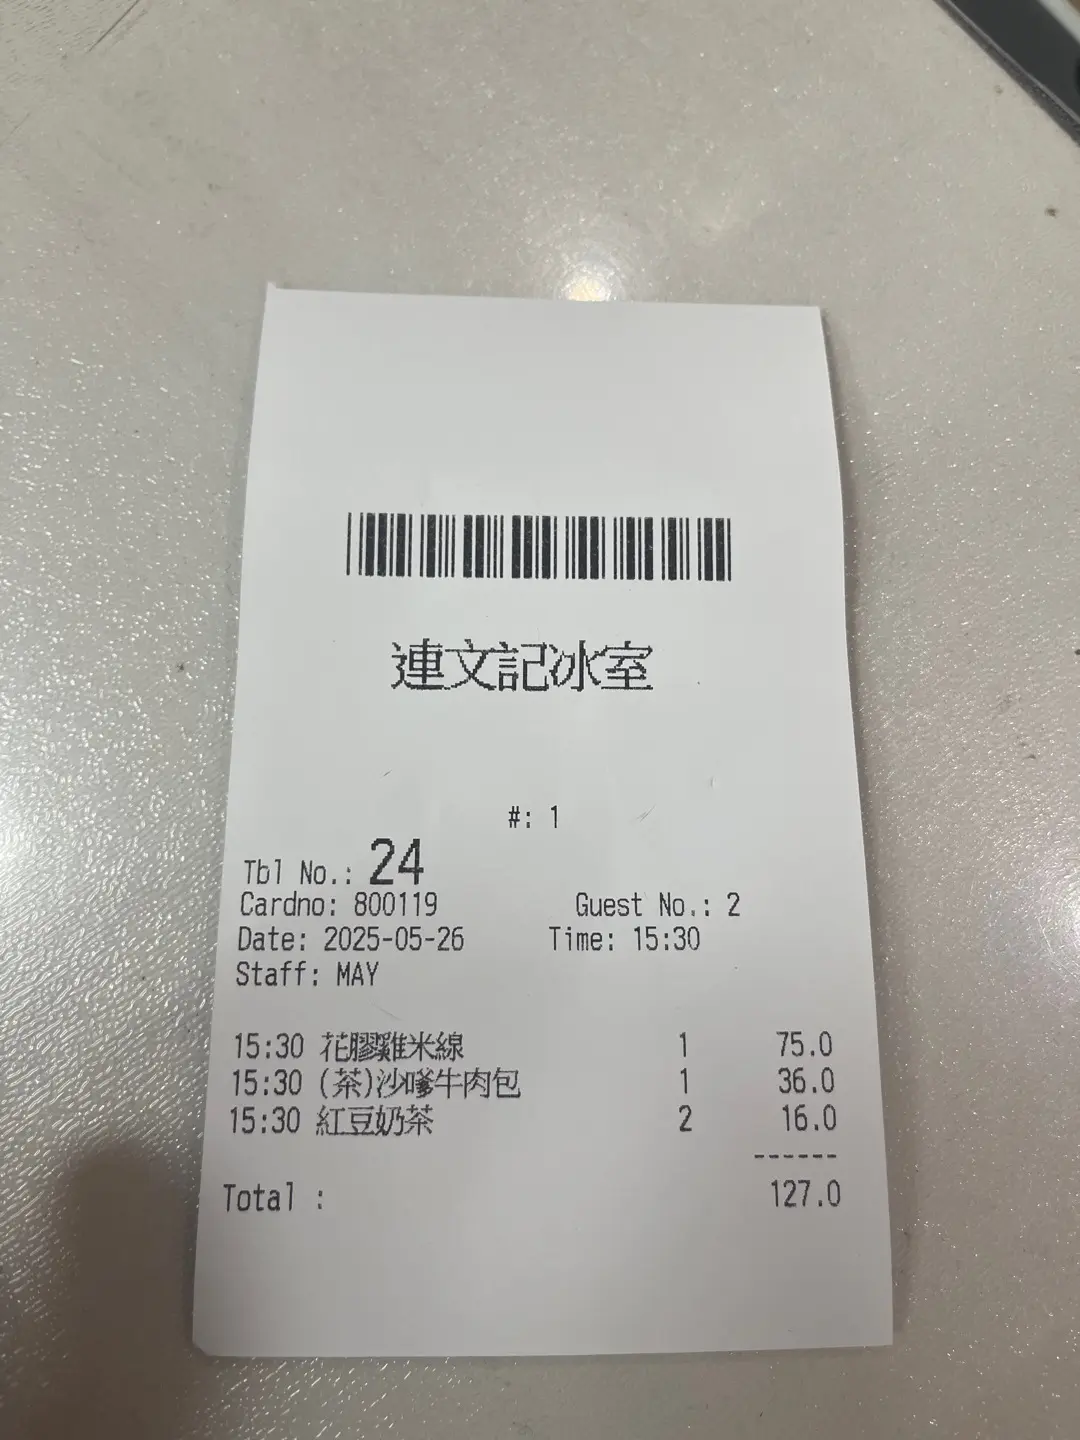 連文記冰室
#: 1
Tbl No.: 24
Cardno: 800119 Guest No.: 2
Date: 2025-05-26 Time: 15:30
Staff: MAY
15:30 花膠雞米線 1 75.0
15:30 (茶)沙嗲牛肉包 1 36.0
15:30 紅豆奶茶 2 16.0
------
Total : 127.0